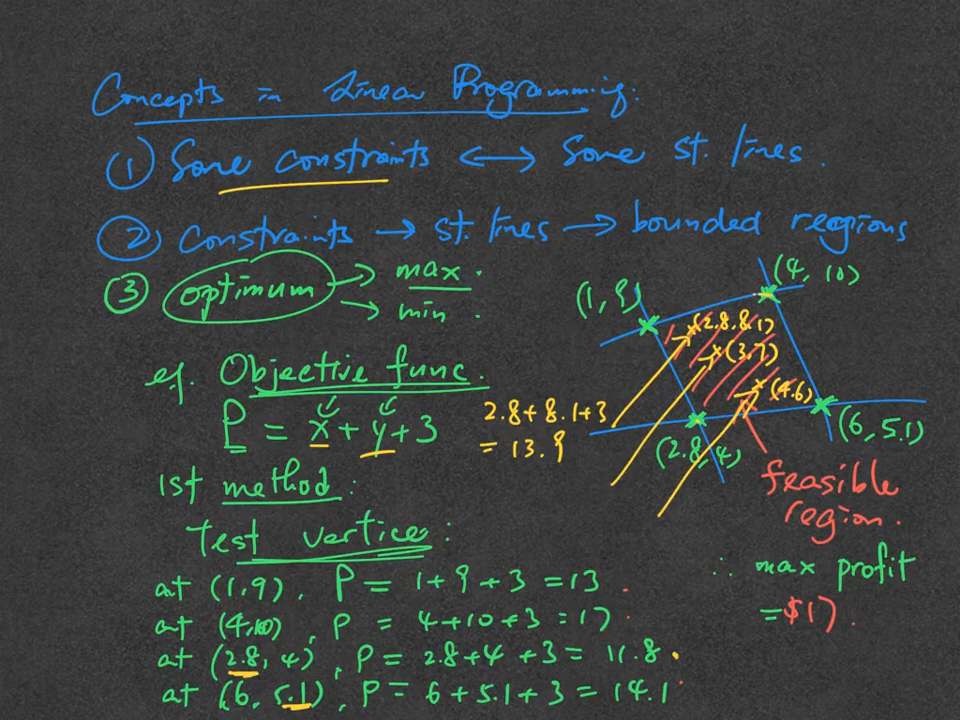 Concepts in Linear Programming:
① Some constraints ↔ Some st. lines.
② constraints → st. lines → bounded regions
③ optimum → max.
→ min.
(1, 9)
(4, 10)
(2.8, 8.1)
(3, 7)
(4.6)
(6, 5.1)
(2.8, 4)
feasible
region.
eg. Objective func.
P = x + y + 3
2.8 + 8.1 + 3
= 13.9
1st method:
Test vertice:
at (1, 9), P = 1 + 9 + 3 = 13.
at (4, 10), P = 4 + 10 + 3 = 17.
at (2.8, 4), P = 2.8 + 4 + 3 = 11.8.
at (6, 5.1), P = 6 + 5.1 + 3 = 14.1
∴ max profit
= $17.